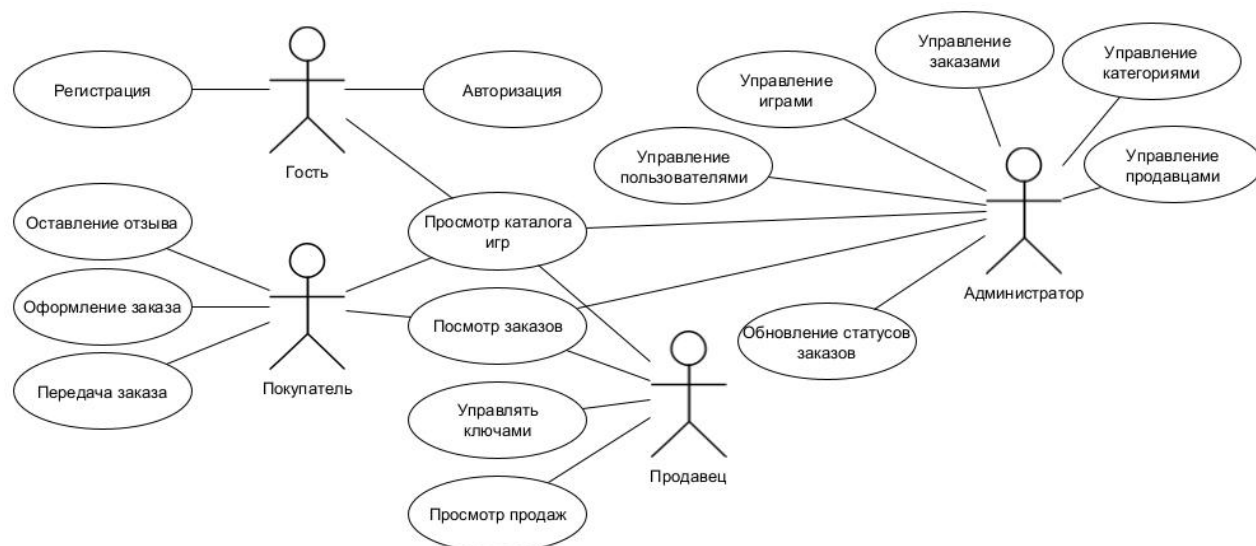 Регистрация
Гость
Авторизация
Управление
играми
Управление
заказами
Управление
категориями
Управление
пользователями
Управление
продавцами
Администратор
Оставление отзыва
Оформление заказа
Передача заказа
Покупатель
Просмотр каталога
игр
Посмотр заказов
Управлять
ключами
Просмотр продаж
Продавец
Обновление статусов
заказов